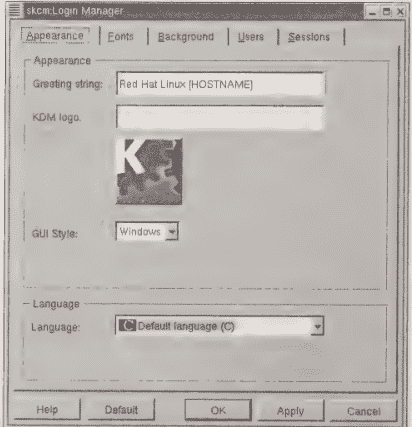 skcm:Login Manager
Appearance Fonts Background Users Sessions
Appearance
Greeting string: Red Hat Linux [HOSTNAME]
KDM logo:
K
GUI Style: Windows
Language
Language: C Default language (C)
Help Default OK Apply Cancel